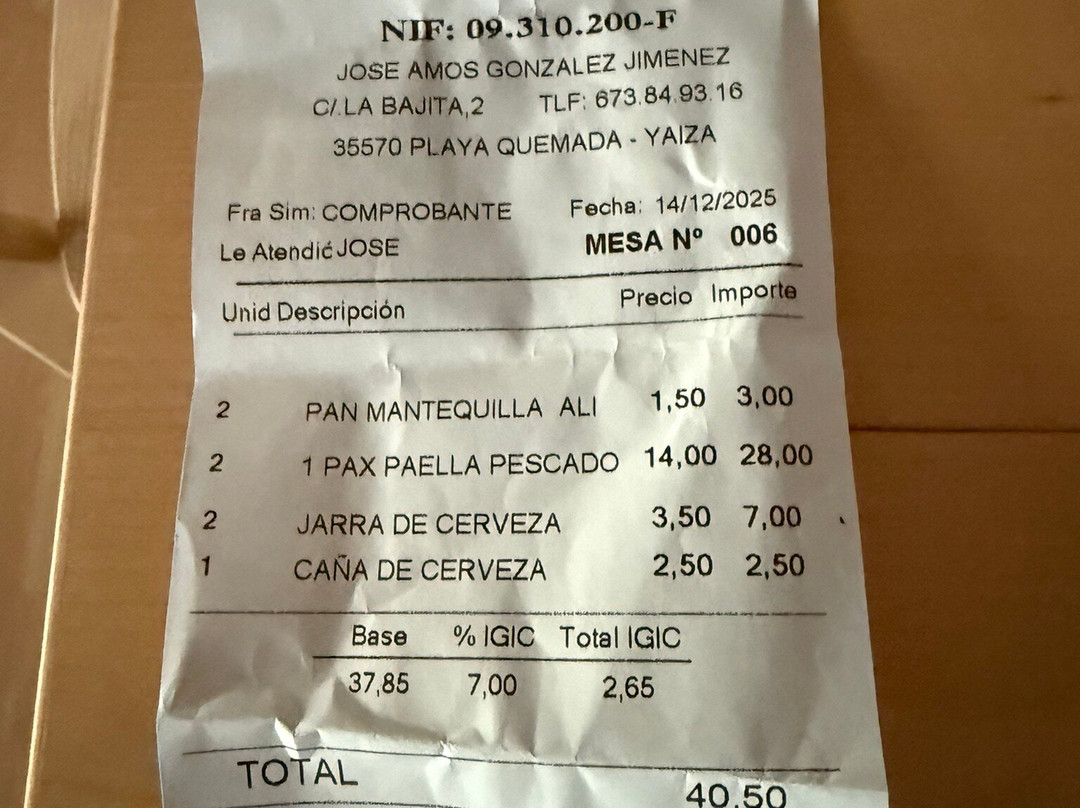 NIF: 09.310.200-F
JOSE AMOS GONZALEZ JIMENEZ
C/.LA BAJITA,2 TLF: 673.84.93.16
35570 PLAYA QUEMADA - YAIZA
Fra Sim: COMPROBANTE Fecha: 14/12/2025
Le Atendić JOSE MESA Nº 006
Unid Descripción Precio Importe
2 PAN MANTEQUILLA ALI 1,50 3,00
2 1 PAX PAELLA PESCADO 14,00 28,00
2 JARRA DE CERVEZA 3,50 7,00
1 CAÑA DE CERVEZA 2,50 2,50
Base % IGIC Total IGIC
37,85 7,00 2,65
TOTAL 40,50